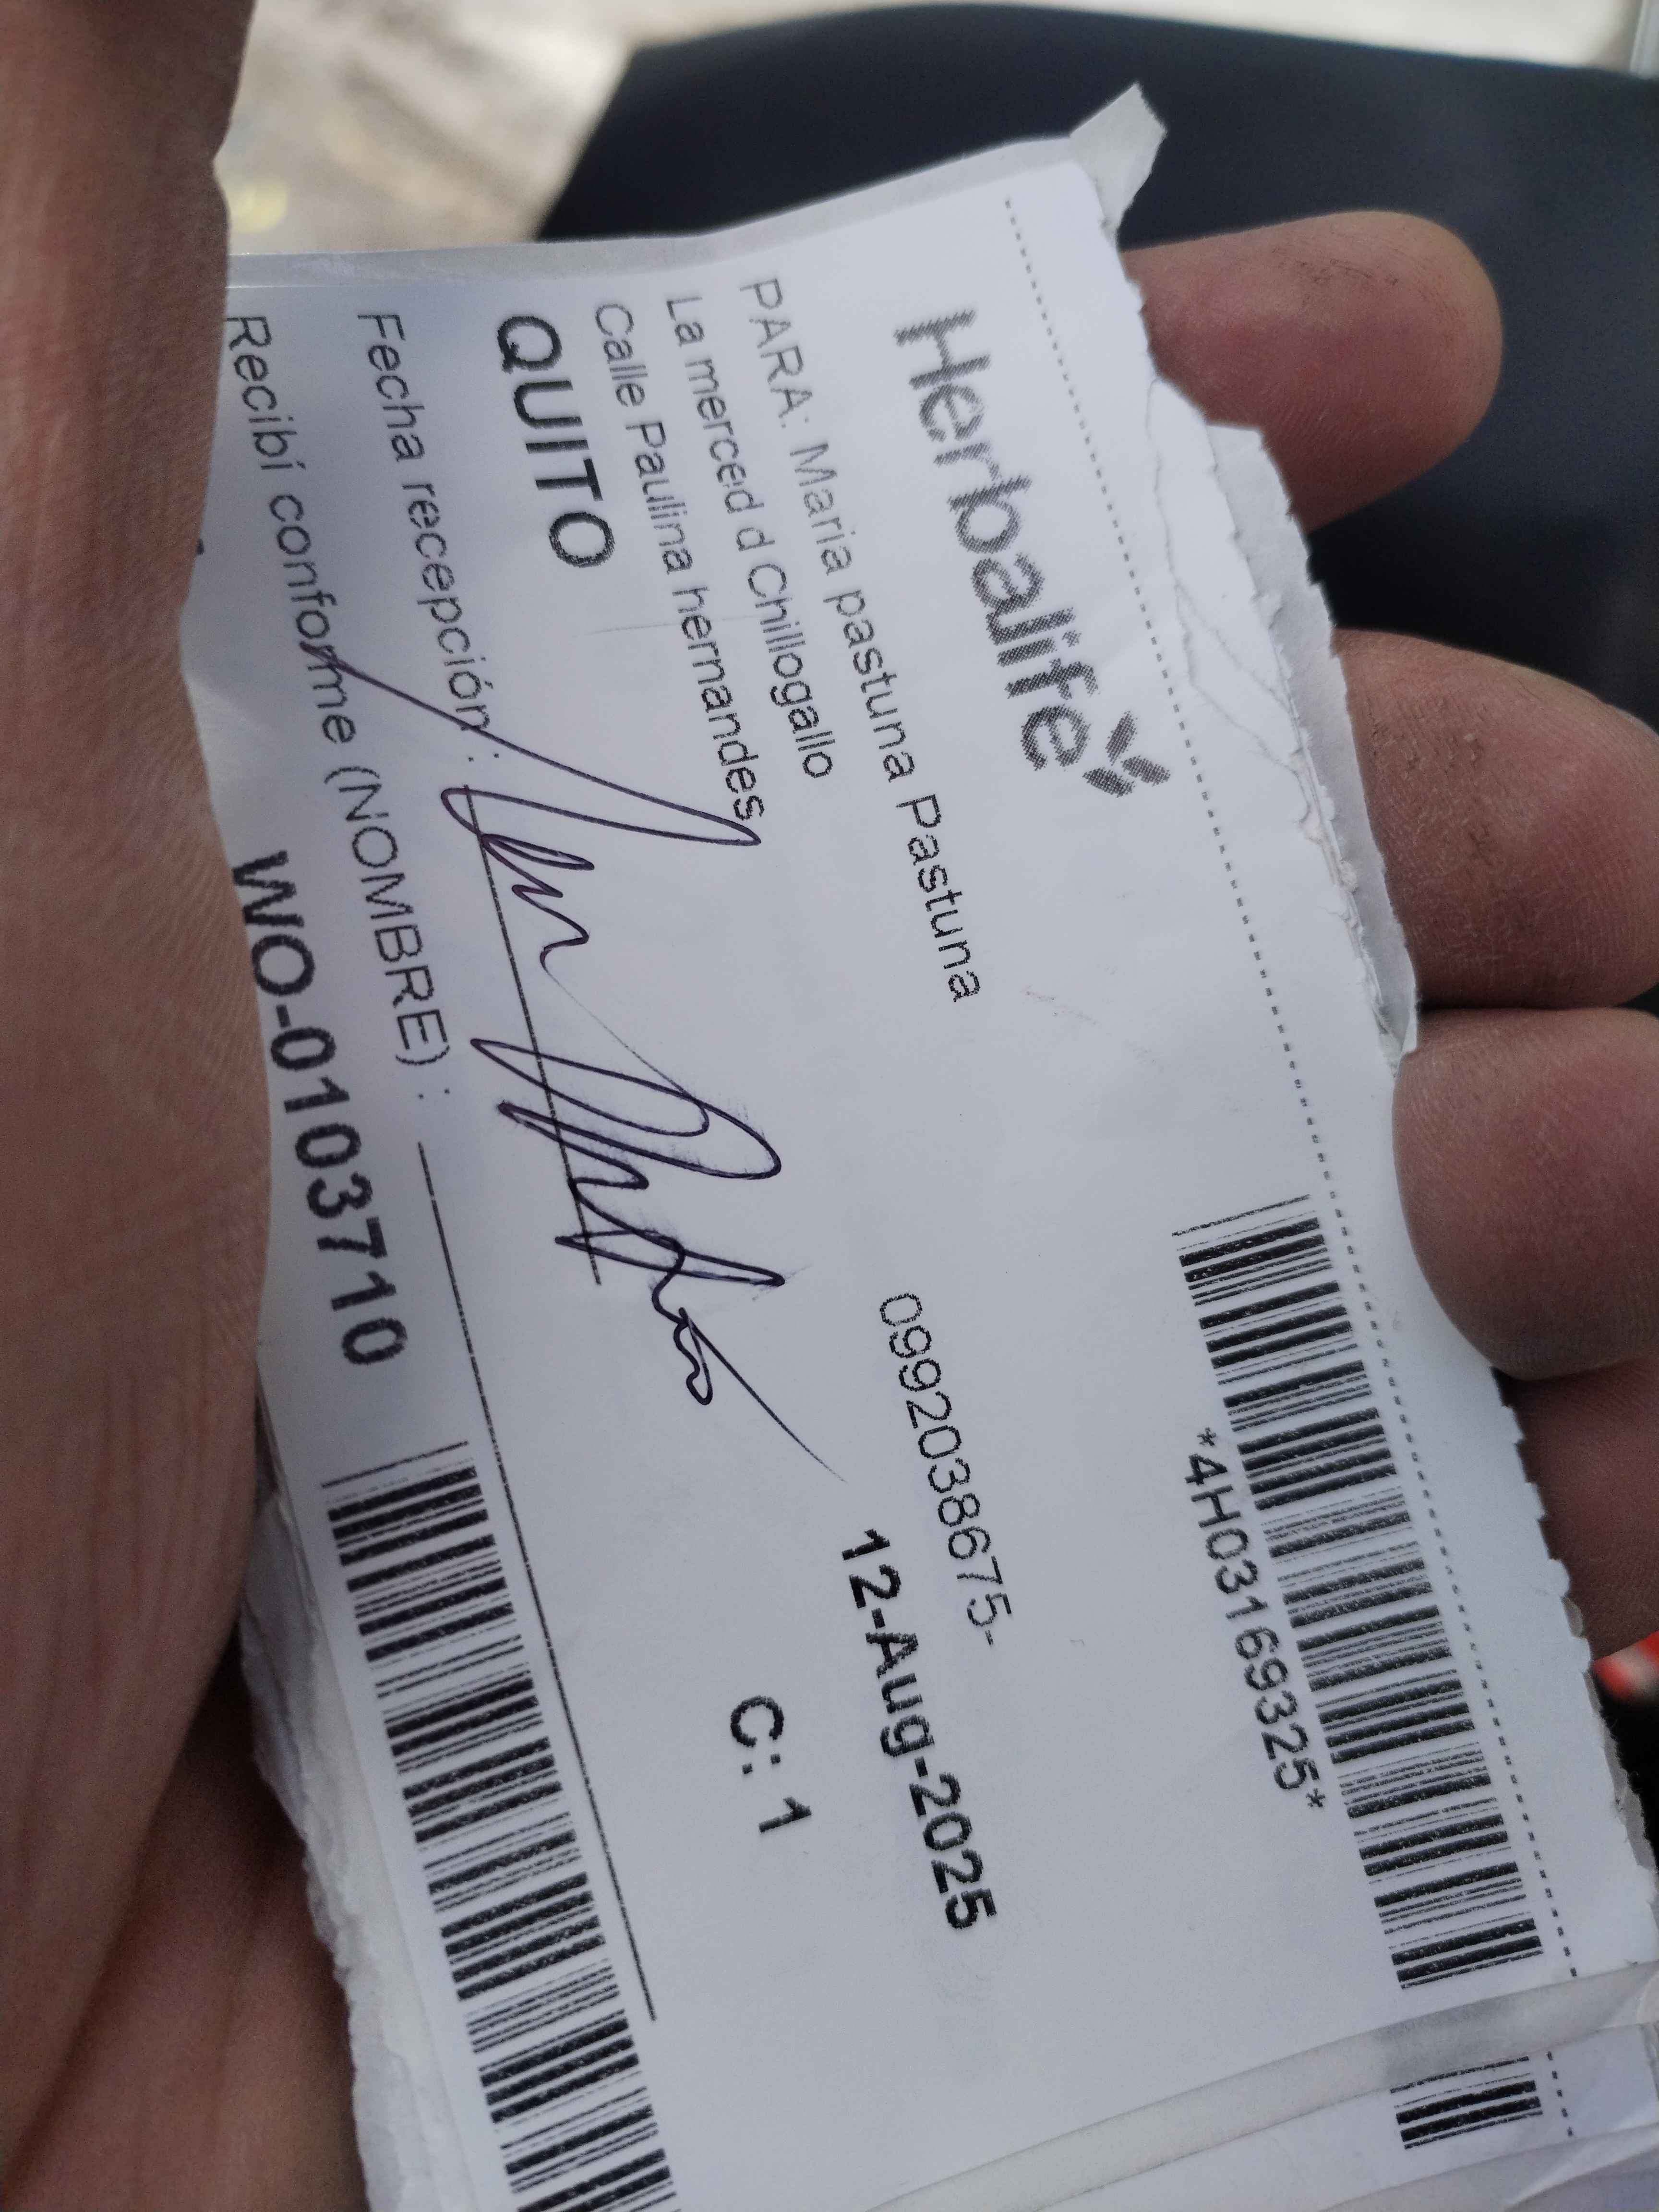 Herbalife
*4H03169325*
PARA: Maria pastuna Pastuna
0992038675-
La merced d Chillogallo
12-Aug-2025
Calle Paulina hernandes
QUITO
C: 1
Fecha recepción :
Recibí conforme (NOMBRE) :
WO-0103710